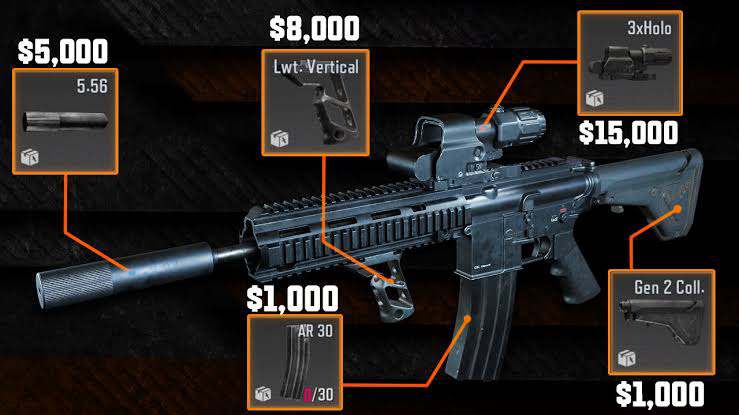 $5,000
5.56
$8,000
Lwt. Vertical
3xHolo
$15,000
$1,000
AR 30
0/30
Gen 2 Coll.
$1,000